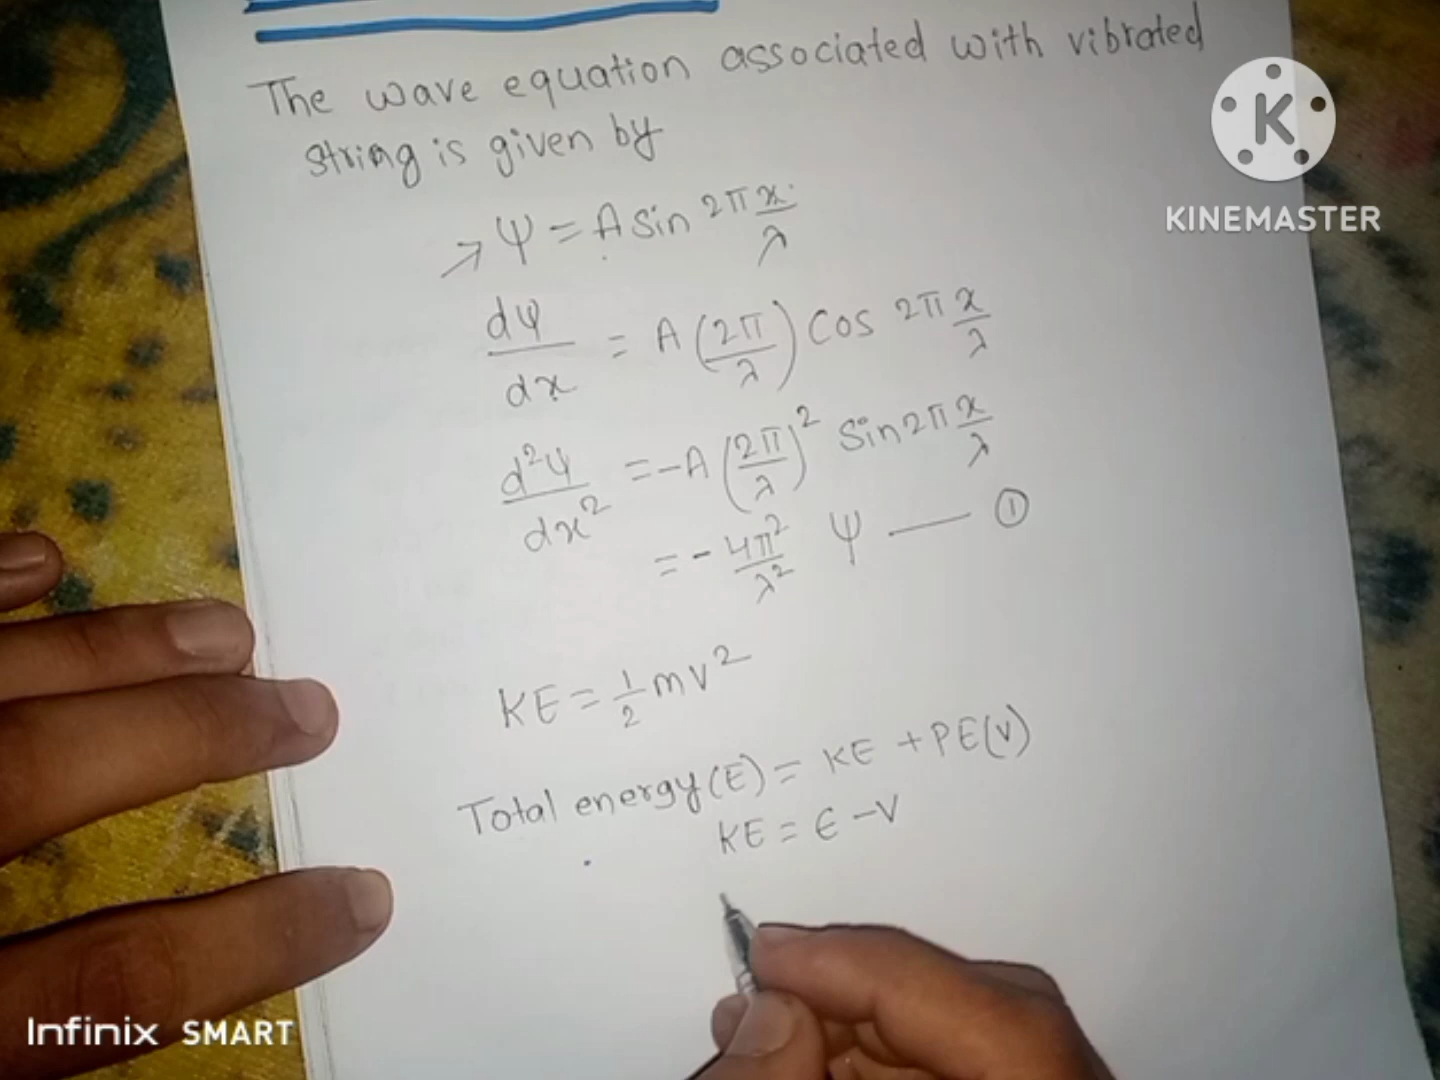 The wave equation associated with vibrated
string is given by
KINEMASTER
→ Ψ = A Sin 2π x/λ
dψ/dx = A (2π/λ) Cos 2π x/λ
d²ψ/dx² = -A (2π/λ)² Sin 2π x/λ
= - 4π²/λ² Ψ — ①
KE = 1/2 mv²
Total energy (E) = KE + PE(V)
KE = E - V
Infinix SMART